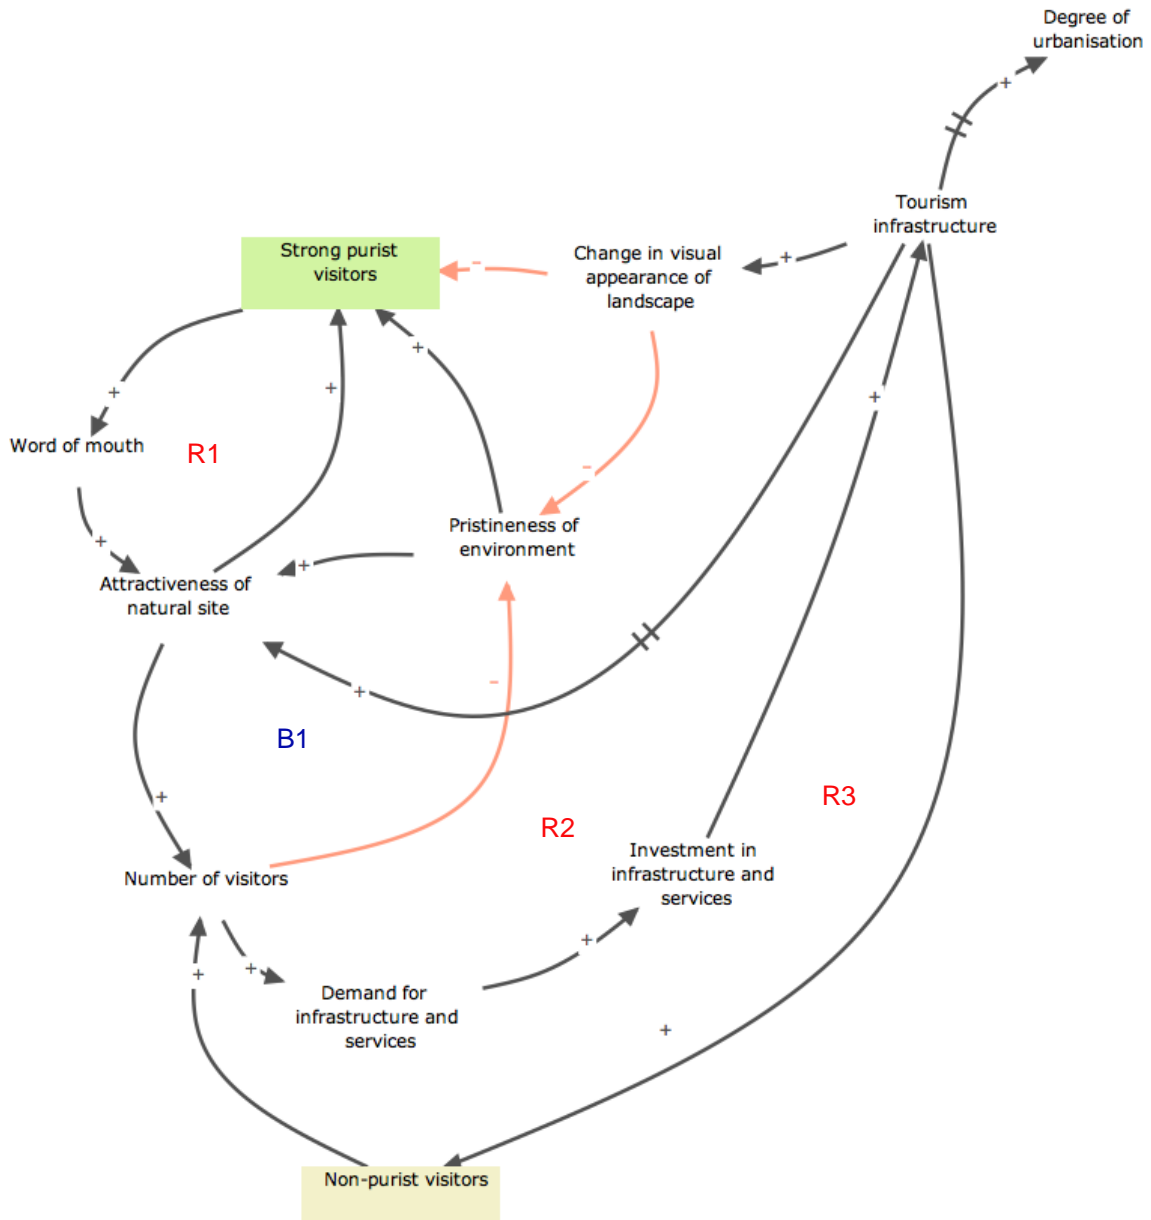 Degree of
urbanisation
+
Tourism
infrastructure
Strong purist
visitors
-
Change in visual
appearance of
landscape
+
+
+
+
+
Word of mouth
R1
-
Pristineness of
environment
+
+
Attractiveness of
natural site
-
+
B1
+
R3
R2
Investment in
infrastructure and
services
Number of visitors
+
+
+
Demand for
infrastructure and
services
+
Non-purist visitors